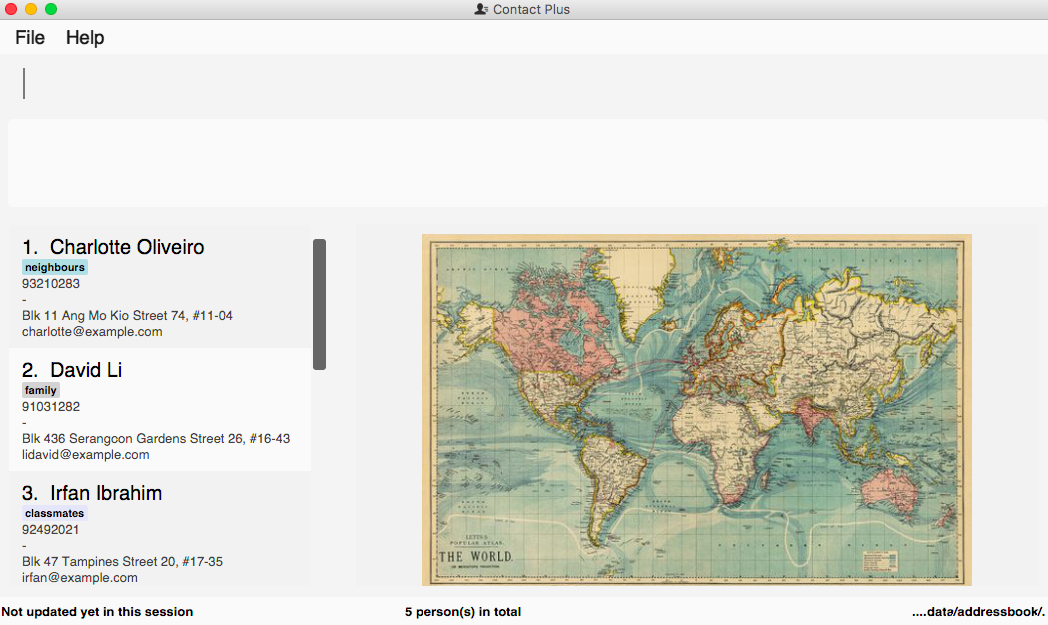 Contact Plus
File Help
1. Charlotte Oliveiro
neighbours
93210283
-
Blk 11 Ang Mo Kio Street 74, #11-04
charlotte@example.com
2. David Li
family
91031282
-
Blk 436 Serangoon Gardens Street 26, #16-43
lidavid@example.com
3. Irfan Ibrahim
classmates
92492021
-
Blk 47 Tampines Street 20, #17-35
irfan@example.com
LETTS'S
POPULAR ATLAS.
THE WORLD.
Not updated yet in this session
5 person(s) in total
....date/addressbook/.